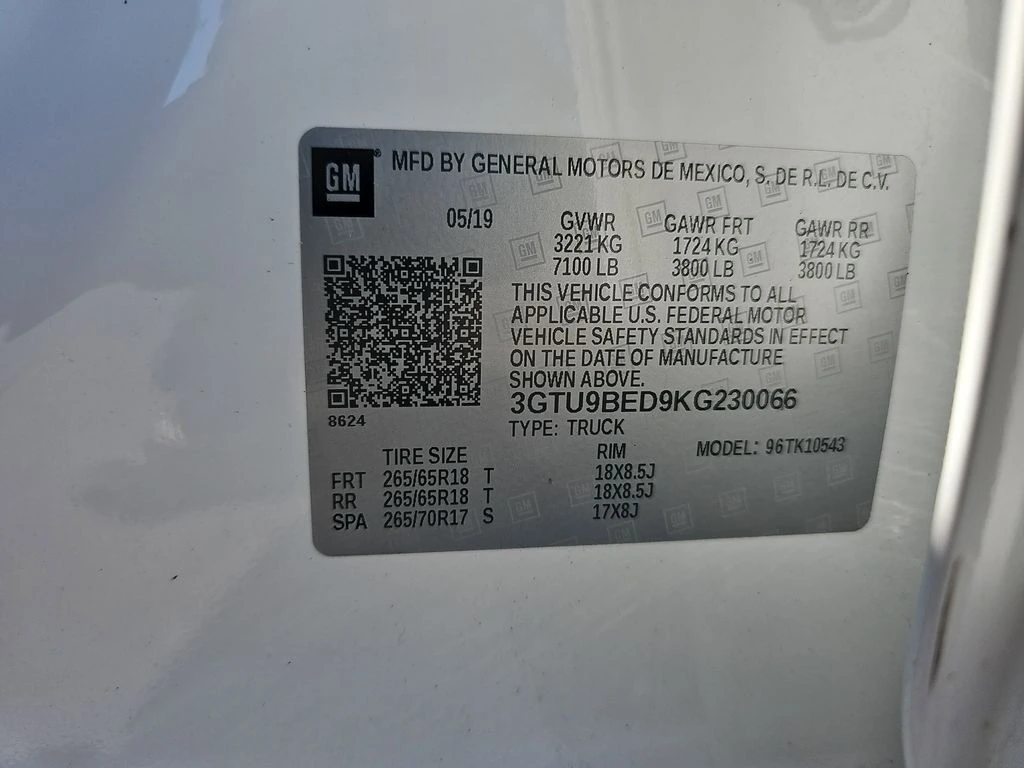 GM® MFD BY GENERAL MOTORS DE MEXICO, S. DE R.L. DE C.V.
05/19 GVWR GAWR FRT GAWR RR
3221 KG 1724 KG 1724 KG
7100 LB 3800 LB 3800 LB
THIS VEHICLE CONFORMS TO ALL
APPLICABLE U.S. FEDERAL MOTOR
VEHICLE SAFETY STANDARDS IN EFFECT
ON THE DATE OF MANUFACTURE
SHOWN ABOVE.
3GTU9BED9KG230066
8624
TYPE: TRUCK
MODEL: 96TK10543
TIRE SIZE RIM
FRT 265/65R18 T 18X8.5J
RR 265/65R18 T 18X8.5J
SPA 265/70R17 S 17X8J